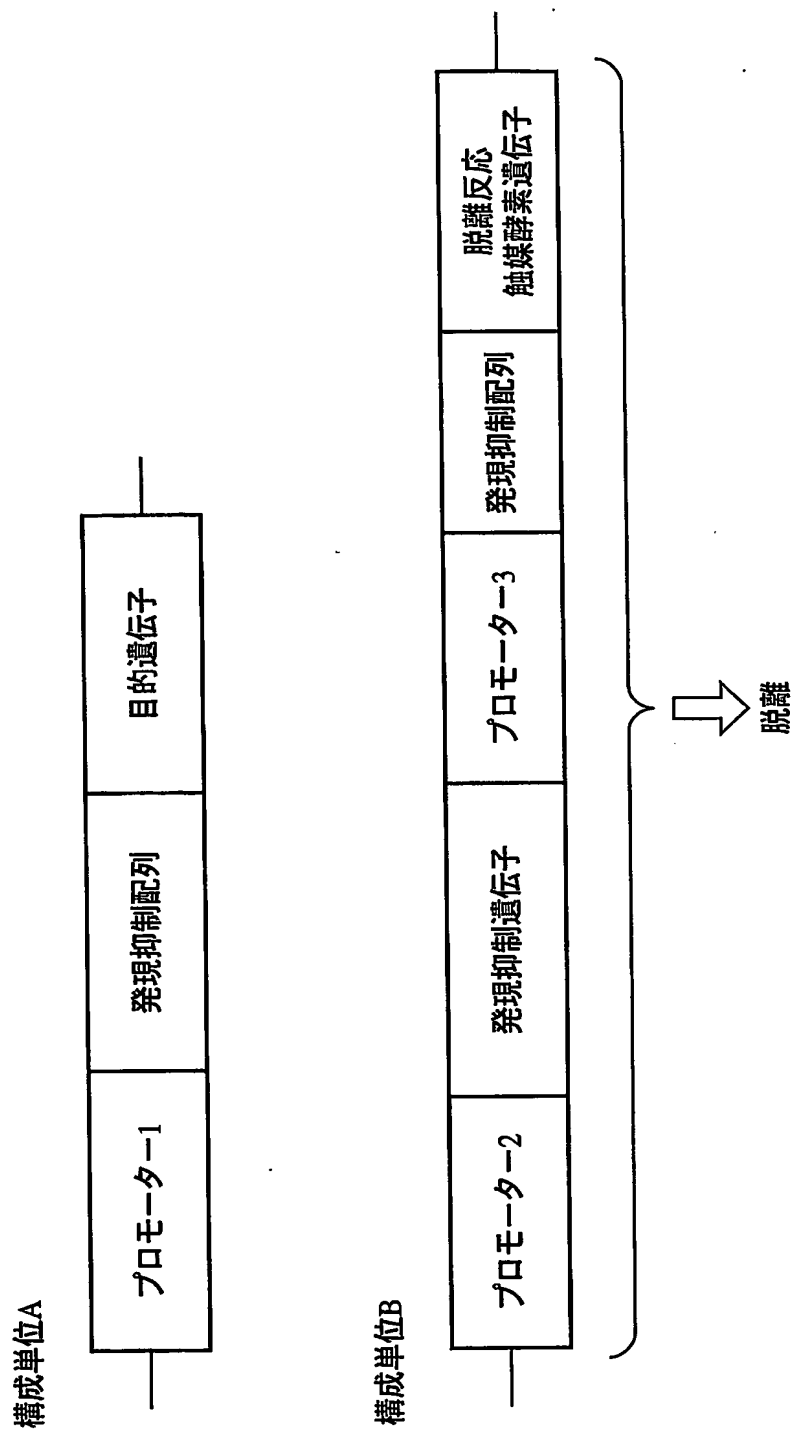 構成単位A
プロモーター1
発現抑制配列
目的遺伝子
構成単位B
プロモーター2
発現抑制遺伝子
プロモーター3
発現抑制配列
脱離反応
触媒酵素遺伝子
脱離